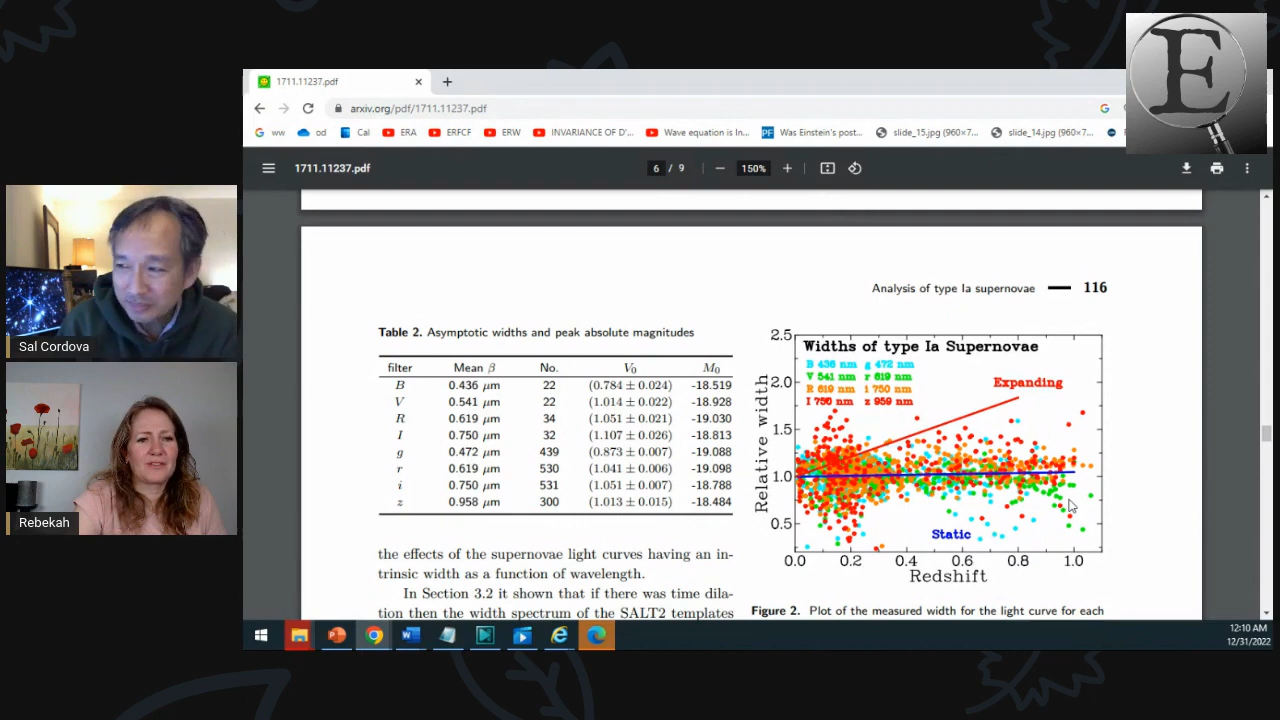 E
1711.11237.pdf
arxiv.org/pdf/1711.11237.pdf
ww od Cal ERA ERFCF ERW INVARIANCE OF D'... Wave equation is In... Was Einstein's post... slide_15.jpg (960×7... slide_14.jpg (960×7...
1711.11237.pdf 6 / 9 150%
Analysis of type Ia supernovae 116
Table 2. Asymptotic widths and peak absolute magnitudes
filter Mean β No. V0 M0
B 0.436 μm 22 (0.784 ± 0.024) -18.519
V 0.541 μm 22 (1.014 ± 0.022) -18.928
R 0.619 μm 34 (1.051 ± 0.021) -19.030
I 0.750 μm 32 (1.107 ± 0.026) -18.813
g 0.472 μm 439 (0.873 ± 0.007) -19.088
r 0.619 μm 530 (1.041 ± 0.006) -19.098
i 0.750 μm 531 (1.051 ± 0.007) -18.788
z 0.958 μm 300 (1.013 ± 0.015) -18.484
the effects of the supernovae light curves having an in-
trinsic width as a function of wavelength.
In Section 3.2 it shown that if there was time dila-
tion then the width spectrum of the SALT2 templates
Widths of type Ia Supernovae
B 436 nm g 472 nm
V 541 nm r 619 nm
R 619 nm i 750 nm
I 750 nm z 959 nm
Expanding
Static
Relative width
2.5
2.0
1.5
1.0
0.5
0.0 0.2 0.4 0.6 0.8 1.0
Redshift
Figure 2. Plot of the measured width for the light curve for each
Sal Cordova
Rebekah
12:10 AM
12/31/2022